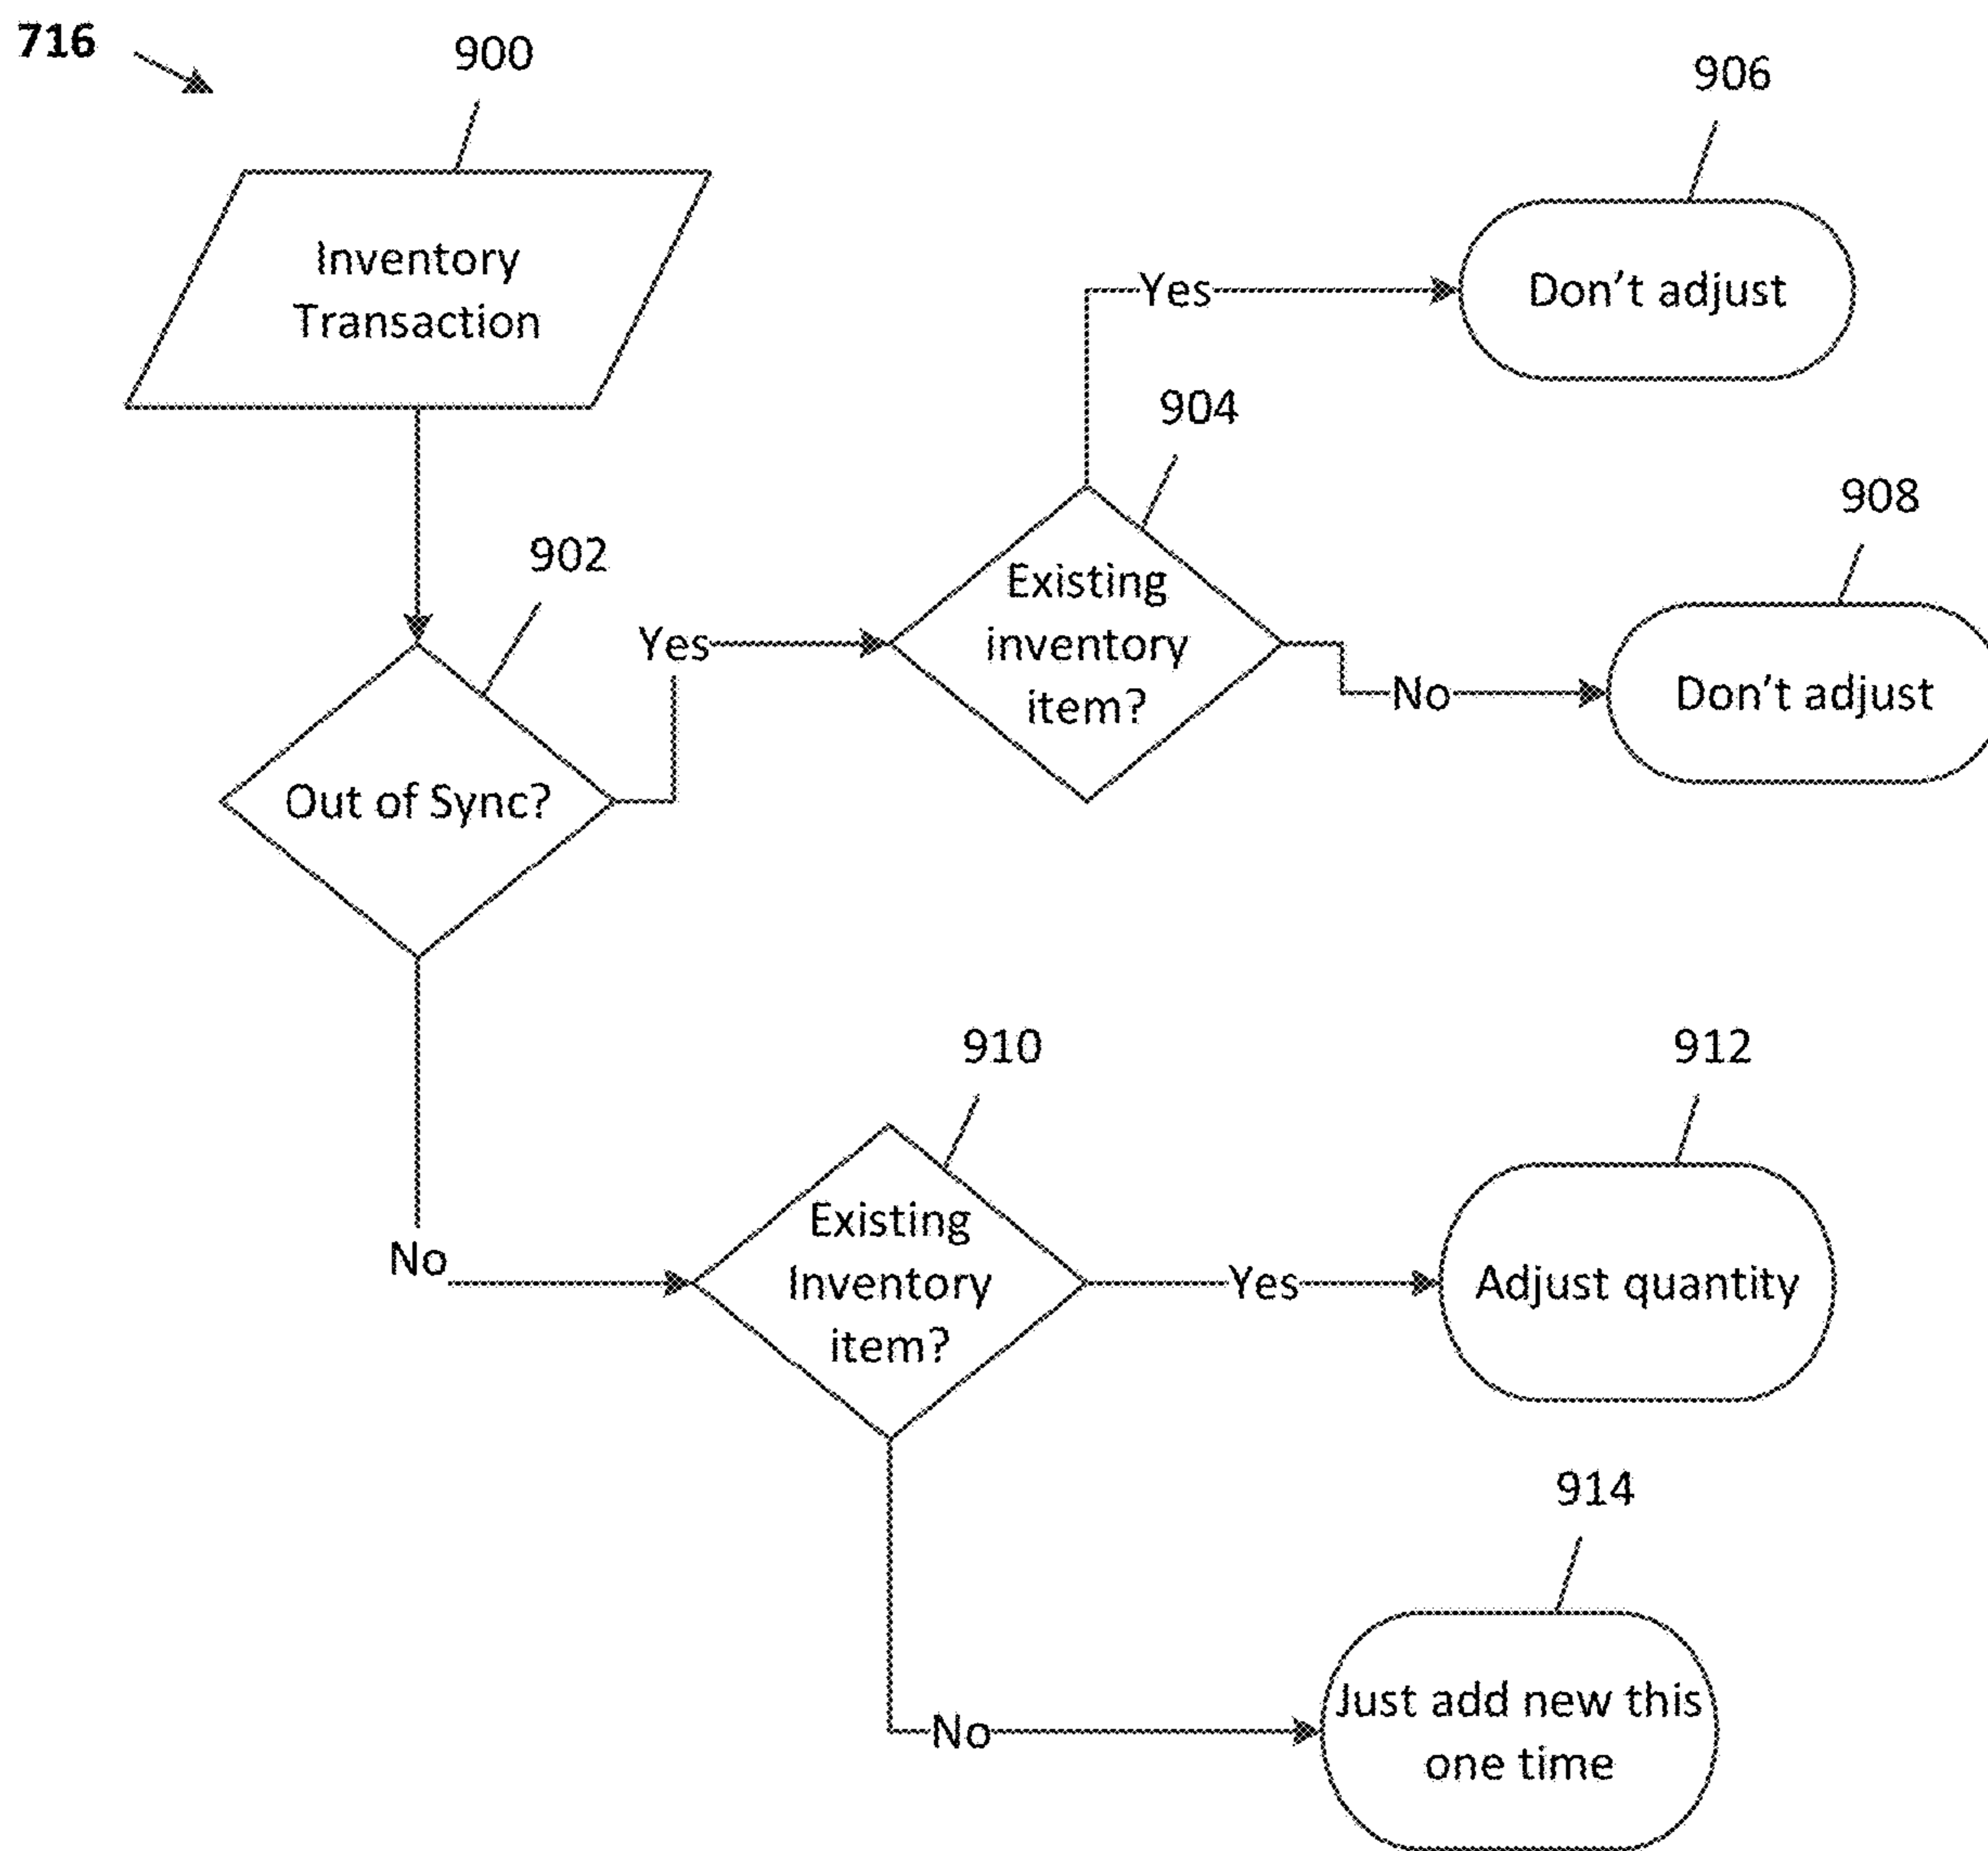 716
900
906
Inventory
Transaction
Yes
Don't adjust
904
908
902
Existing
inventory
item?
Yes
No
Don't adjust
Out of Sync?
910
912
No
Existing
Inventory
item?
Yes
Adjust quantity
914
No
Just add new this
one time